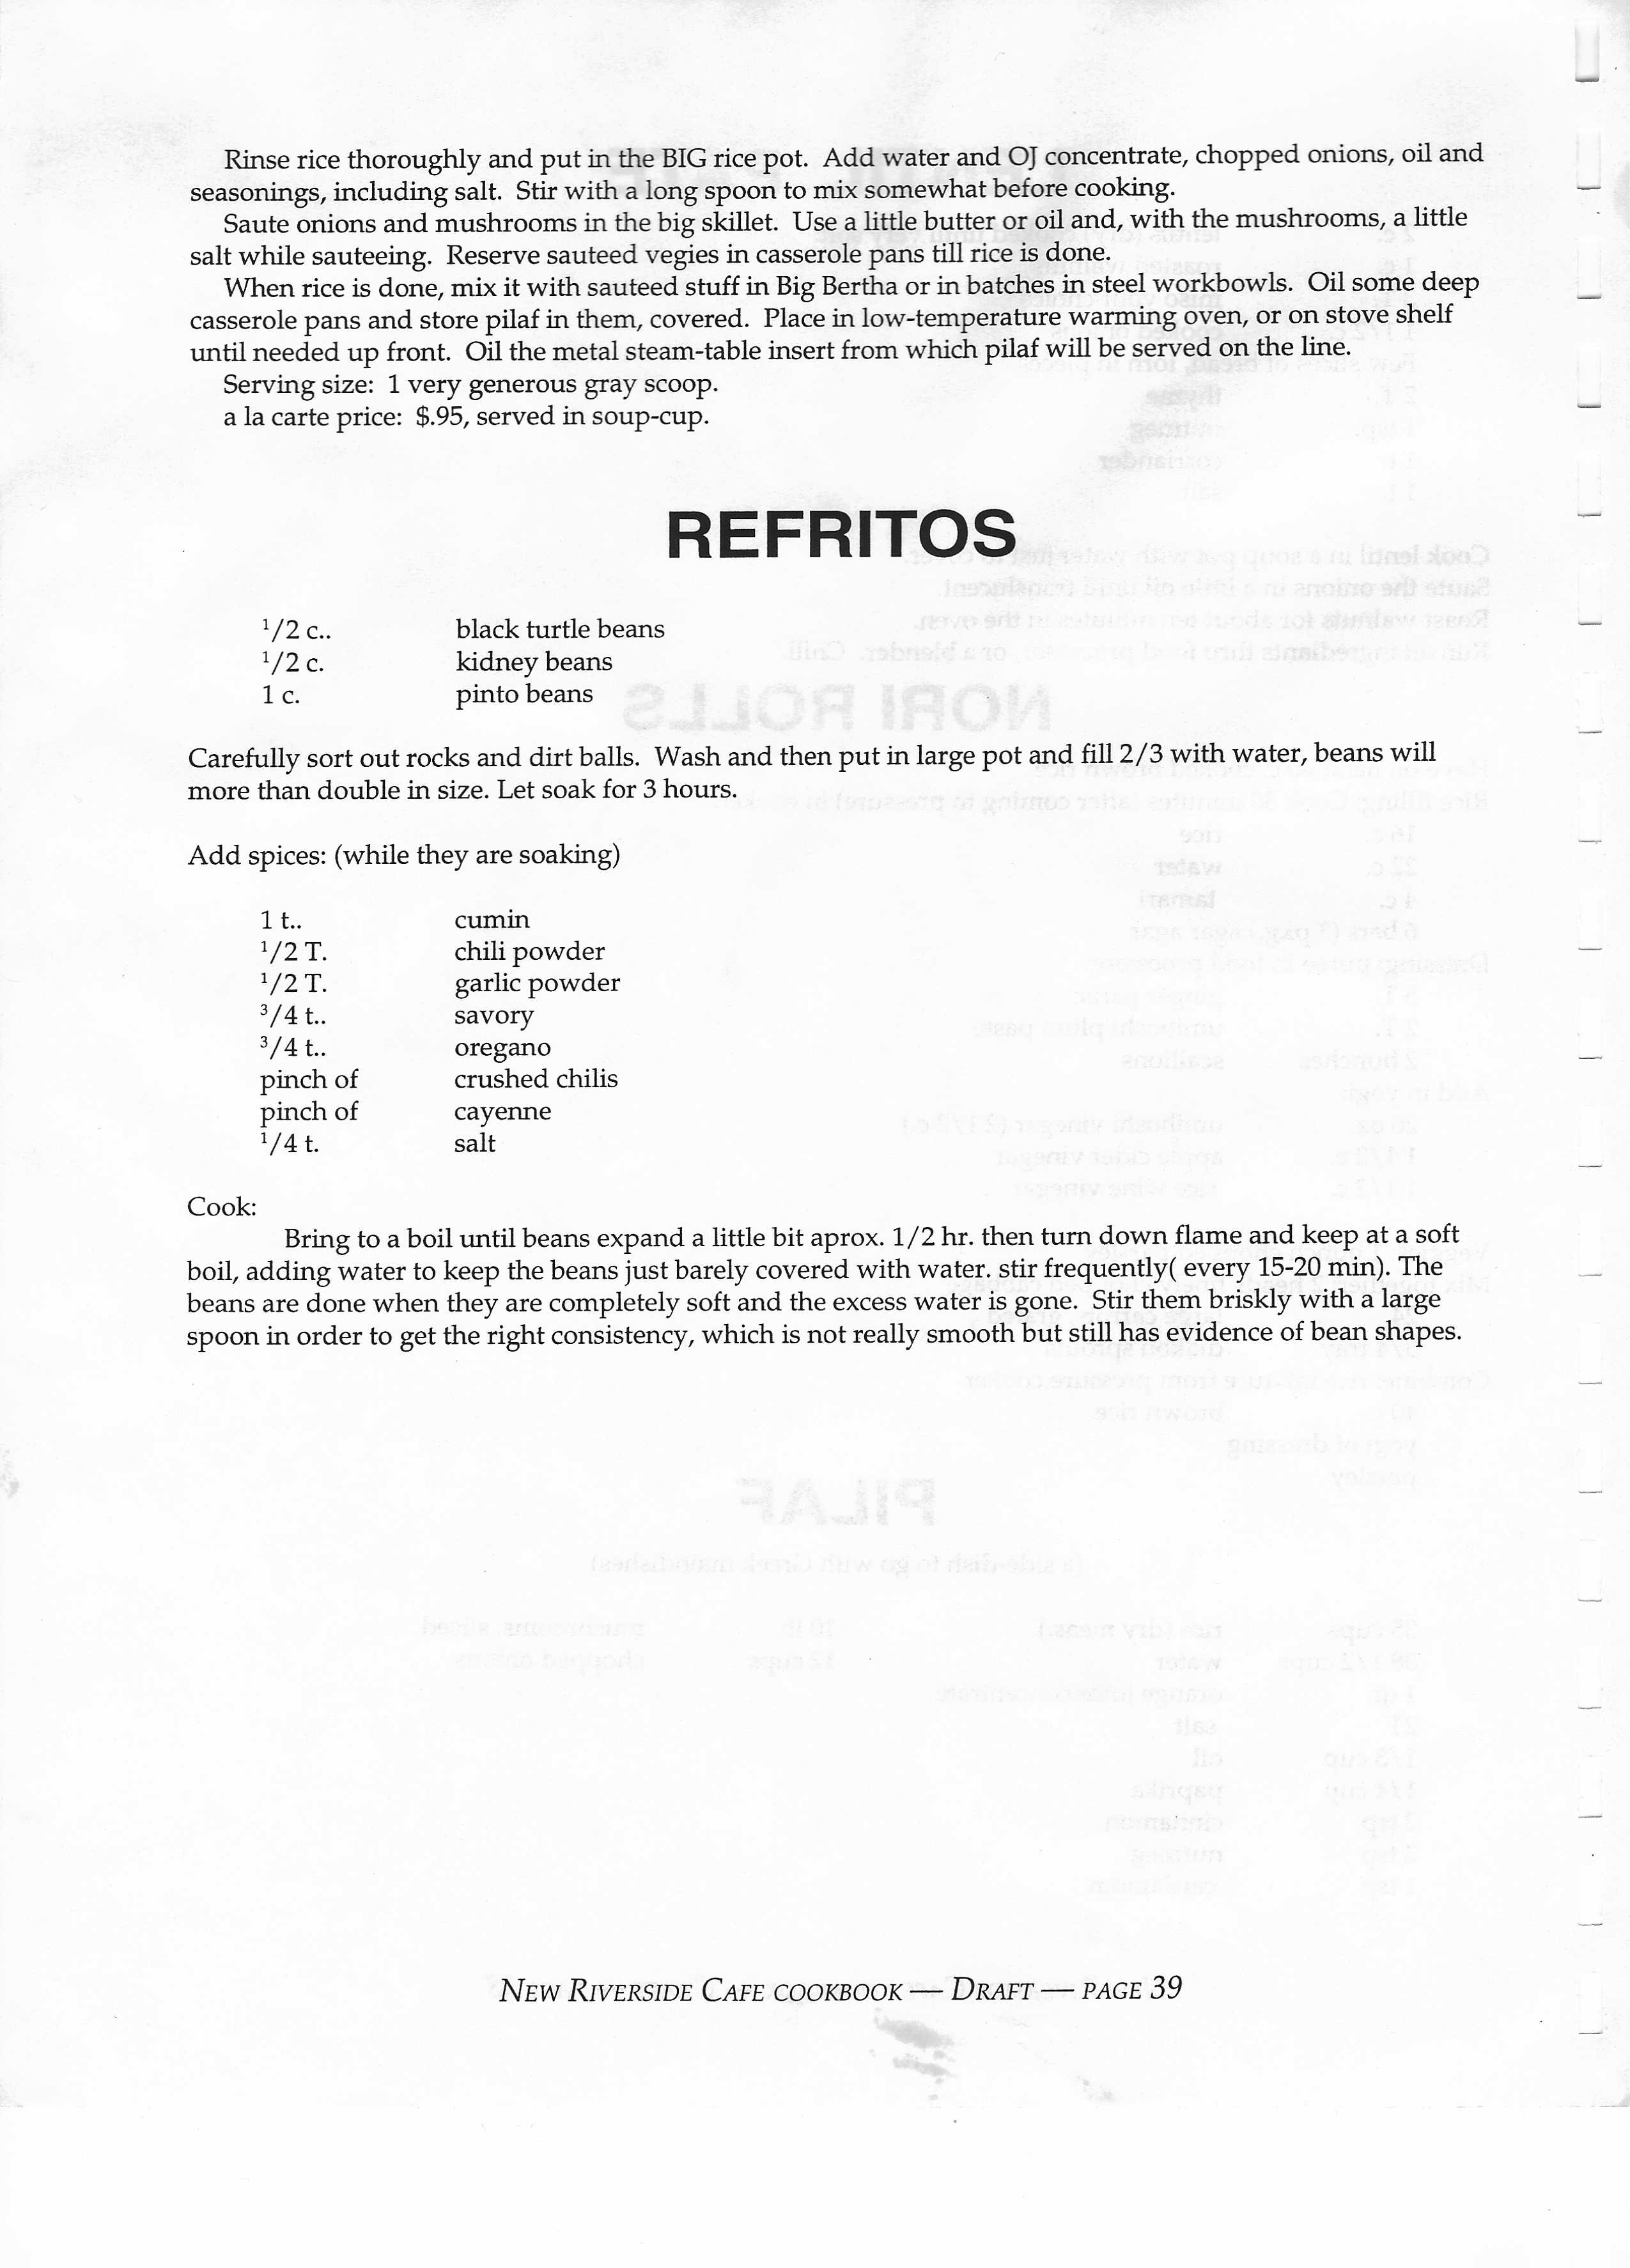 Rinse rice thoroughly and put in the BIG rice pot.  Add water and OJ concentrate, chopped onions, oil and
seasonings, including salt.  Stir with a long spoon to mix somewhat before cooking.
Saute onions and mushrooms in the big skillet.  Use a little butter or oil and, with the mushrooms, a little
salt while sauteeing.  Reserve sauteed vegies in casserole pans till rice is done.
When rice is done, mix it with sauteed stuff in Big Bertha or in batches in steel workbowls.  Oil some deep
casserole pans and store pilaf in them, covered.  Place in low-temperature warming oven, or on stove shelf
until needed up front.  Oil the metal steam-table insert from which pilaf will be served on the line.
Serving size:  1 very generous gray scoop.
a la carte price:  $.95, served in soup-cup.
REFRITOS
1/2 c.. black turtle beans
1/2 c. kidney beans
1 c. pinto beans
Carefully sort out rocks and dirt balls.  Wash and then put in large pot and fill 2/3 with water, beans will
more than double in size. Let soak for 3 hours.
Add spices: (while they are soaking)
1 t.. cumin
1/2 T. chili powder
1/2 T. garlic powder
3/4 t.. savory
3/4 t.. oregano
pinch of crushed chilis
pinch of cayenne
1/4 t. salt
Cook:
Bring to a boil until beans expand a little bit aprox. 1/2 hr. then turn down flame and keep at a soft
boil, adding water to keep the beans just barely covered with water. stir frequently( every 15-20 min). The
beans are done when they are completely soft and the excess water is gone.  Stir them briskly with a large
spoon in order to get the right consistency, which is not really smooth but still has evidence of bean shapes.
NEW RIVERSIDE CAFE COOKBOOK — DRAFT — PAGE 39